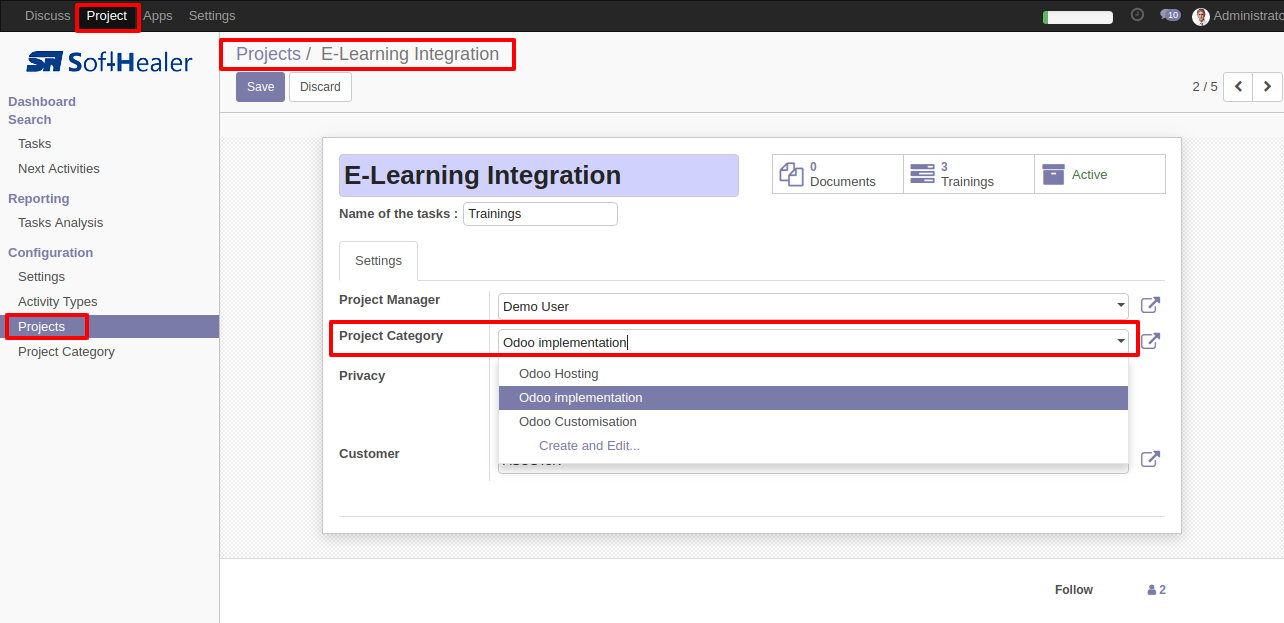 Discuss Project Apps Settings 10 Administrato
SoftHealer
Projects / E-Learning Integration
Save Discard
2 / 5
Dashboard
Search
Tasks
Next Activities
Reporting
Tasks Analysis
Configuration
Settings
Activity Types
Projects
Project Category
E-Learning Integration
0
Documents
3
Trainings
Active
Name of the tasks : Trainings
Settings
Project Manager Demo User
Project Category Odoo implementation
Odoo Hosting
Odoo implementation
Odoo Customisation
Create and Edit...
Privacy
Customer
Follow 2